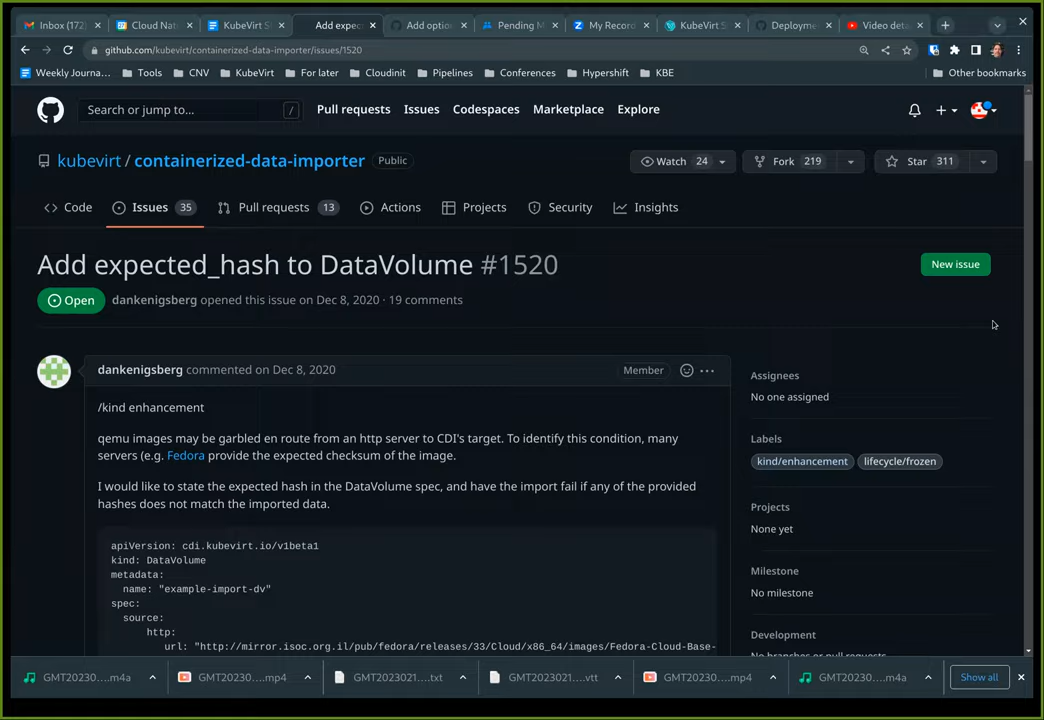 Inbox (172
Cloud Nat
KubeVirt S
Add expec
Add optio
Pending M
My Record
KubeVirt S
Deployme
Video deta
github.com/kubevirt/containerized-data-importer/issues/1520
Weekly Journa...
Tools
CNV
KubeVirt
For later
Cloudinit
Pipelines
Conferences
Hypershift
KBE
Other bookmarks
Search or jump to... /
Pull requests
Issues
Codespaces
Marketplace
Explore
kubevirt / containerized-data-importer Public
Watch 24
Fork 219
Star 311
Code
Issues 35
Pull requests 13
Actions
Projects
Security
Insights
Add expected_hash to DataVolume #1520
New issue
Open
dankenigsberg opened this issue on Dec 8, 2020 · 19 comments
dankenigsberg commented on Dec 8, 2020
Member
/kind enhancement
qemu images may be garbled en route from an http server to CDI's target. To identify this condition, many
servers (e.g. Fedora provide the expected checksum of the image.
I would like to state the expected hash in the DataVolume spec, and have the import fail if any of the provided
hashes does not match the imported data.
apiVersion: cdi.kubevirt.io/v1beta1
kind: DataVolume
metadata:
name: "example-import-dv"
spec:
source:
http:
url: "http://mirror.isoc.org.il/pub/fedora/releases/33/Cloud/x86_64/images/Fedora-Cloud-Base-
Assignees
No one assigned
Labels
kind/enhancement
lifecycle/frozen
Projects
None yet
Milestone
No milestone
Development
No branches or pull requests
GMT20230....m4a
GMT20230....mp4
GMT2023021....txt
GMT2023021....vtt
GMT20230....mp4
GMT20230....m4a
Show all